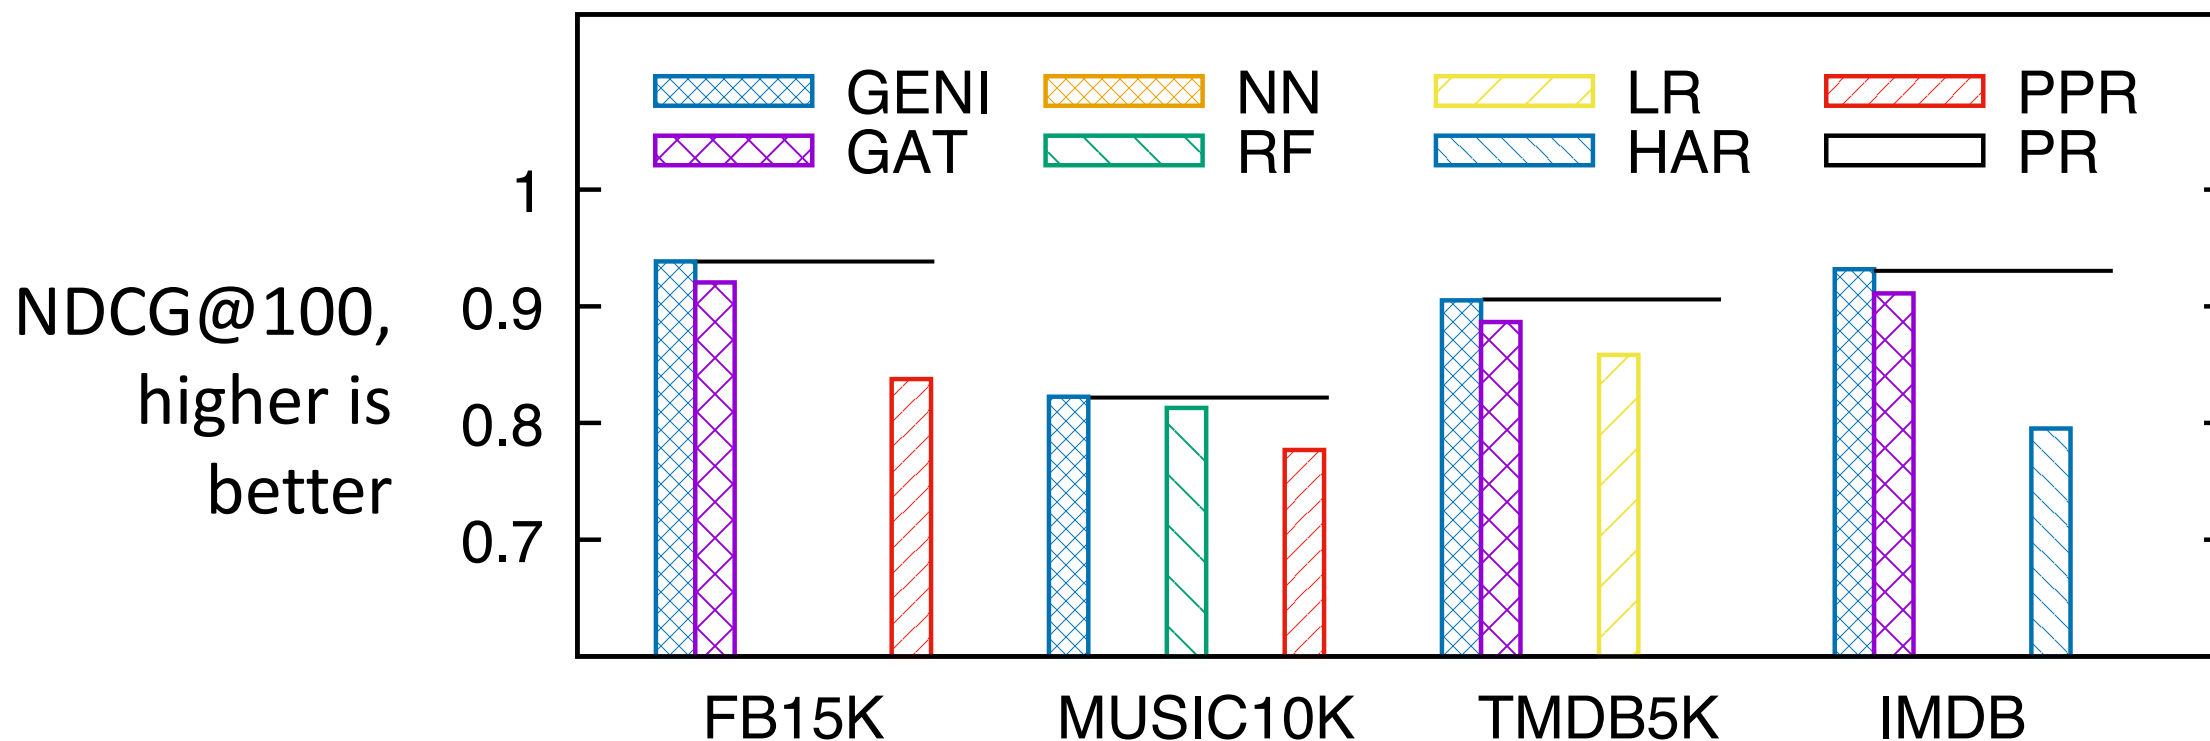 GENI NN LR PPR
GAT RF HAR PR
1
0.9
0.8
0.7
NDCG@100,
higher is
better
FB15K MUSIC10K TMDB5K IMDB